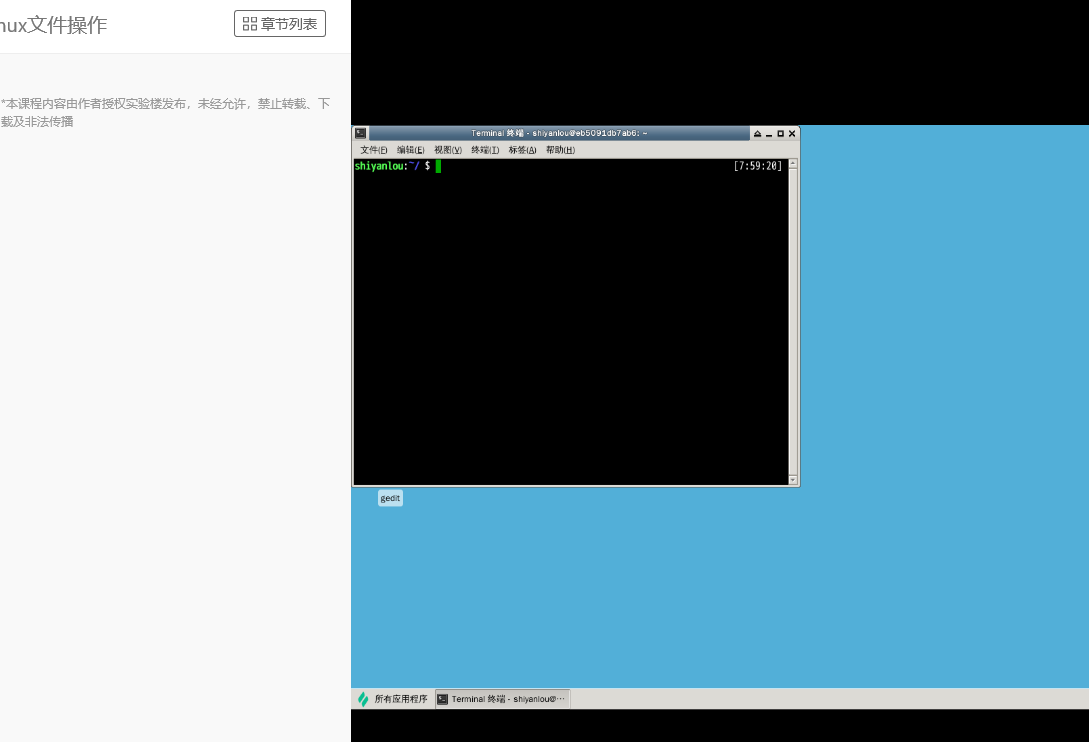 nux文件操作
章节列表
*本课程内容由作者授权实验楼发布，未经允许，禁止转载、下
载及非法传播
Terminal 终端 - shiyanlou@eb5091db7ab6: ~
文件(F) 编辑(E) 视图(V) 终端(T) 标签(A) 帮助(H)
shiyanlou:~/ $ [7:59:20]
gedit
所有应用程序
Terminal 终端 - shiyanlou@···